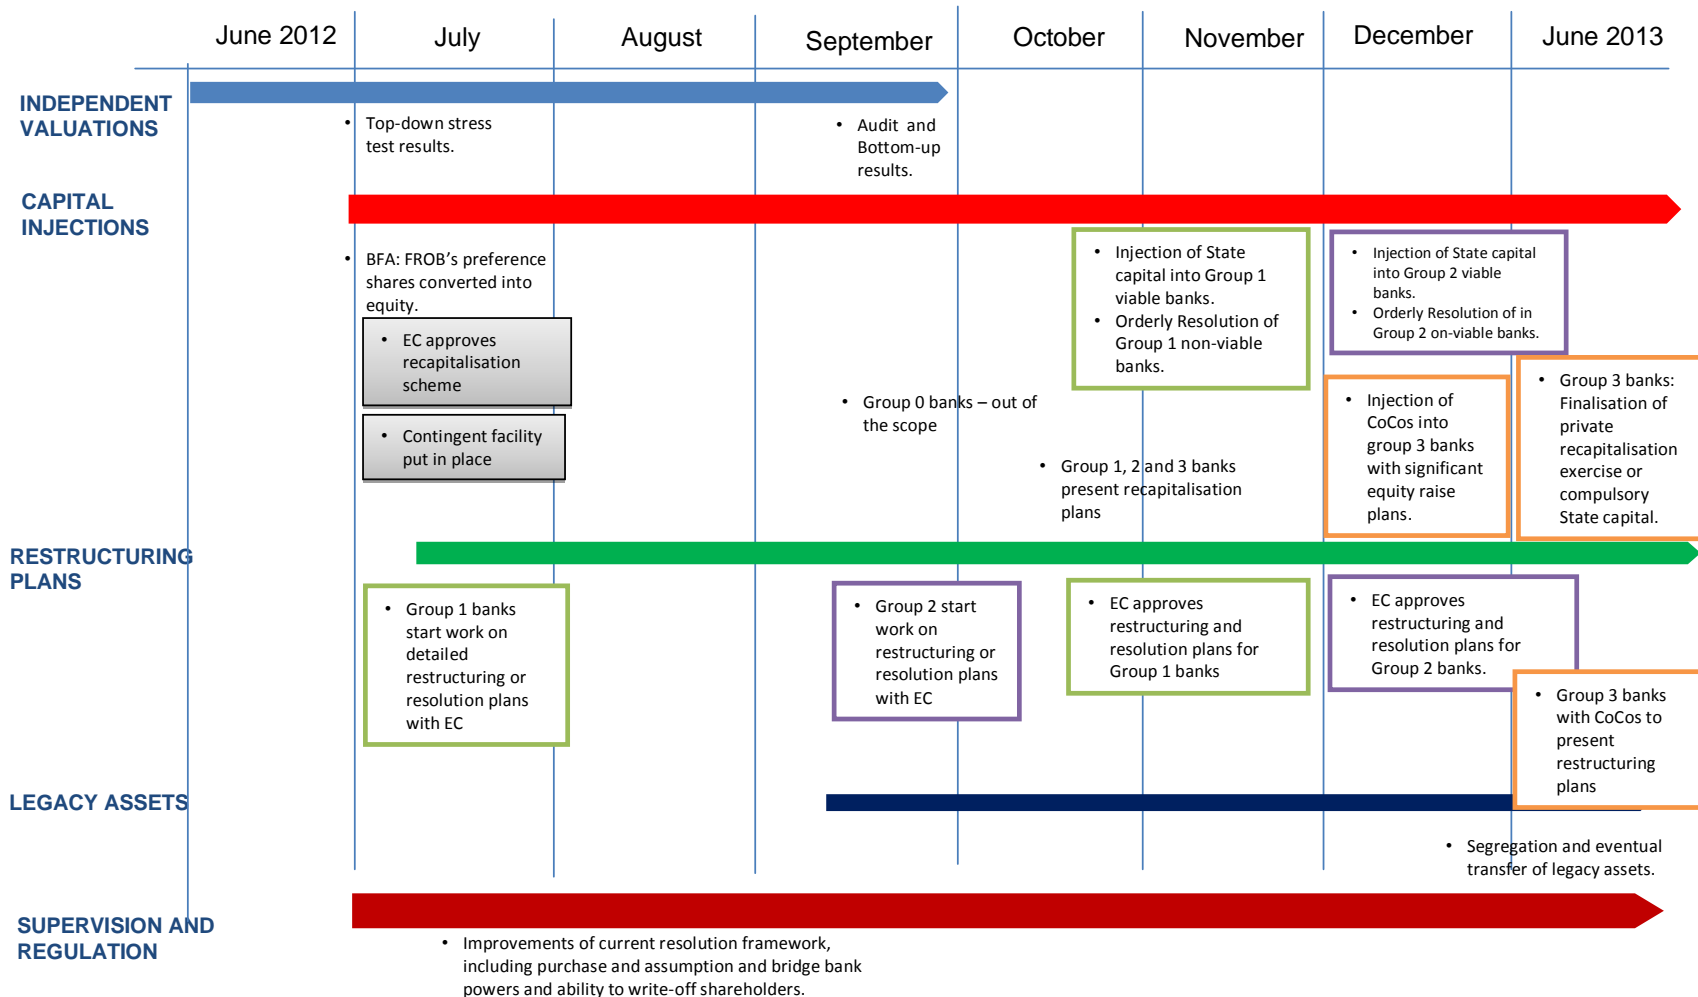 June 2012
July
August
September
October
November
December
June 2013
INDEPENDENT
VALUATIONS
• Top-down stress
test results.
• Audit and
Bottom-up
results.
CAPITAL
INJECTIONS
• BFA: FROB's preference
shares converted into
equity.
• EC approves
recapitalisation
scheme
• Contingent facility
put in place
• Group 0 banks – out of
the scope
• Group 1, 2 and 3 banks
present recapitalisation
plans
• Injection of State
capital into Group 1
viable banks.
• Orderly Resolution of
Group 1 non-viable
banks.
• Injection of State capital
into Group 2 viable
banks.
• Orderly Resolution of in
Group 2 on-viable banks.
• Injection of
CoCos into
group 3 banks
with significant
equity raise
plans.
• Group 3 banks:
Finalisation of
private
recapitalisation
exercise or
compulsory
State capital.
RESTRUCTURING
PLANS
• Group 1 banks
start work on
detailed
restructuring or
resolution plans
with EC
• Group 2 start
work on
restructuring or
resolution plans
with EC
• EC approves
restructuring and
resolution plans for
Group 1 banks
• EC approves
restructuring and
resolution plans for
Group 2 banks.
• Group 3 banks
with CoCos to
present
restructuring
plans
LEGACY ASSETS
• Segregation and eventual
transfer of legacy assets.
SUPERVISION AND
REGULATION
• Improvements of current resolution framework,
including purchase and assumption and bridge bank
powers and ability to write-off shareholders.